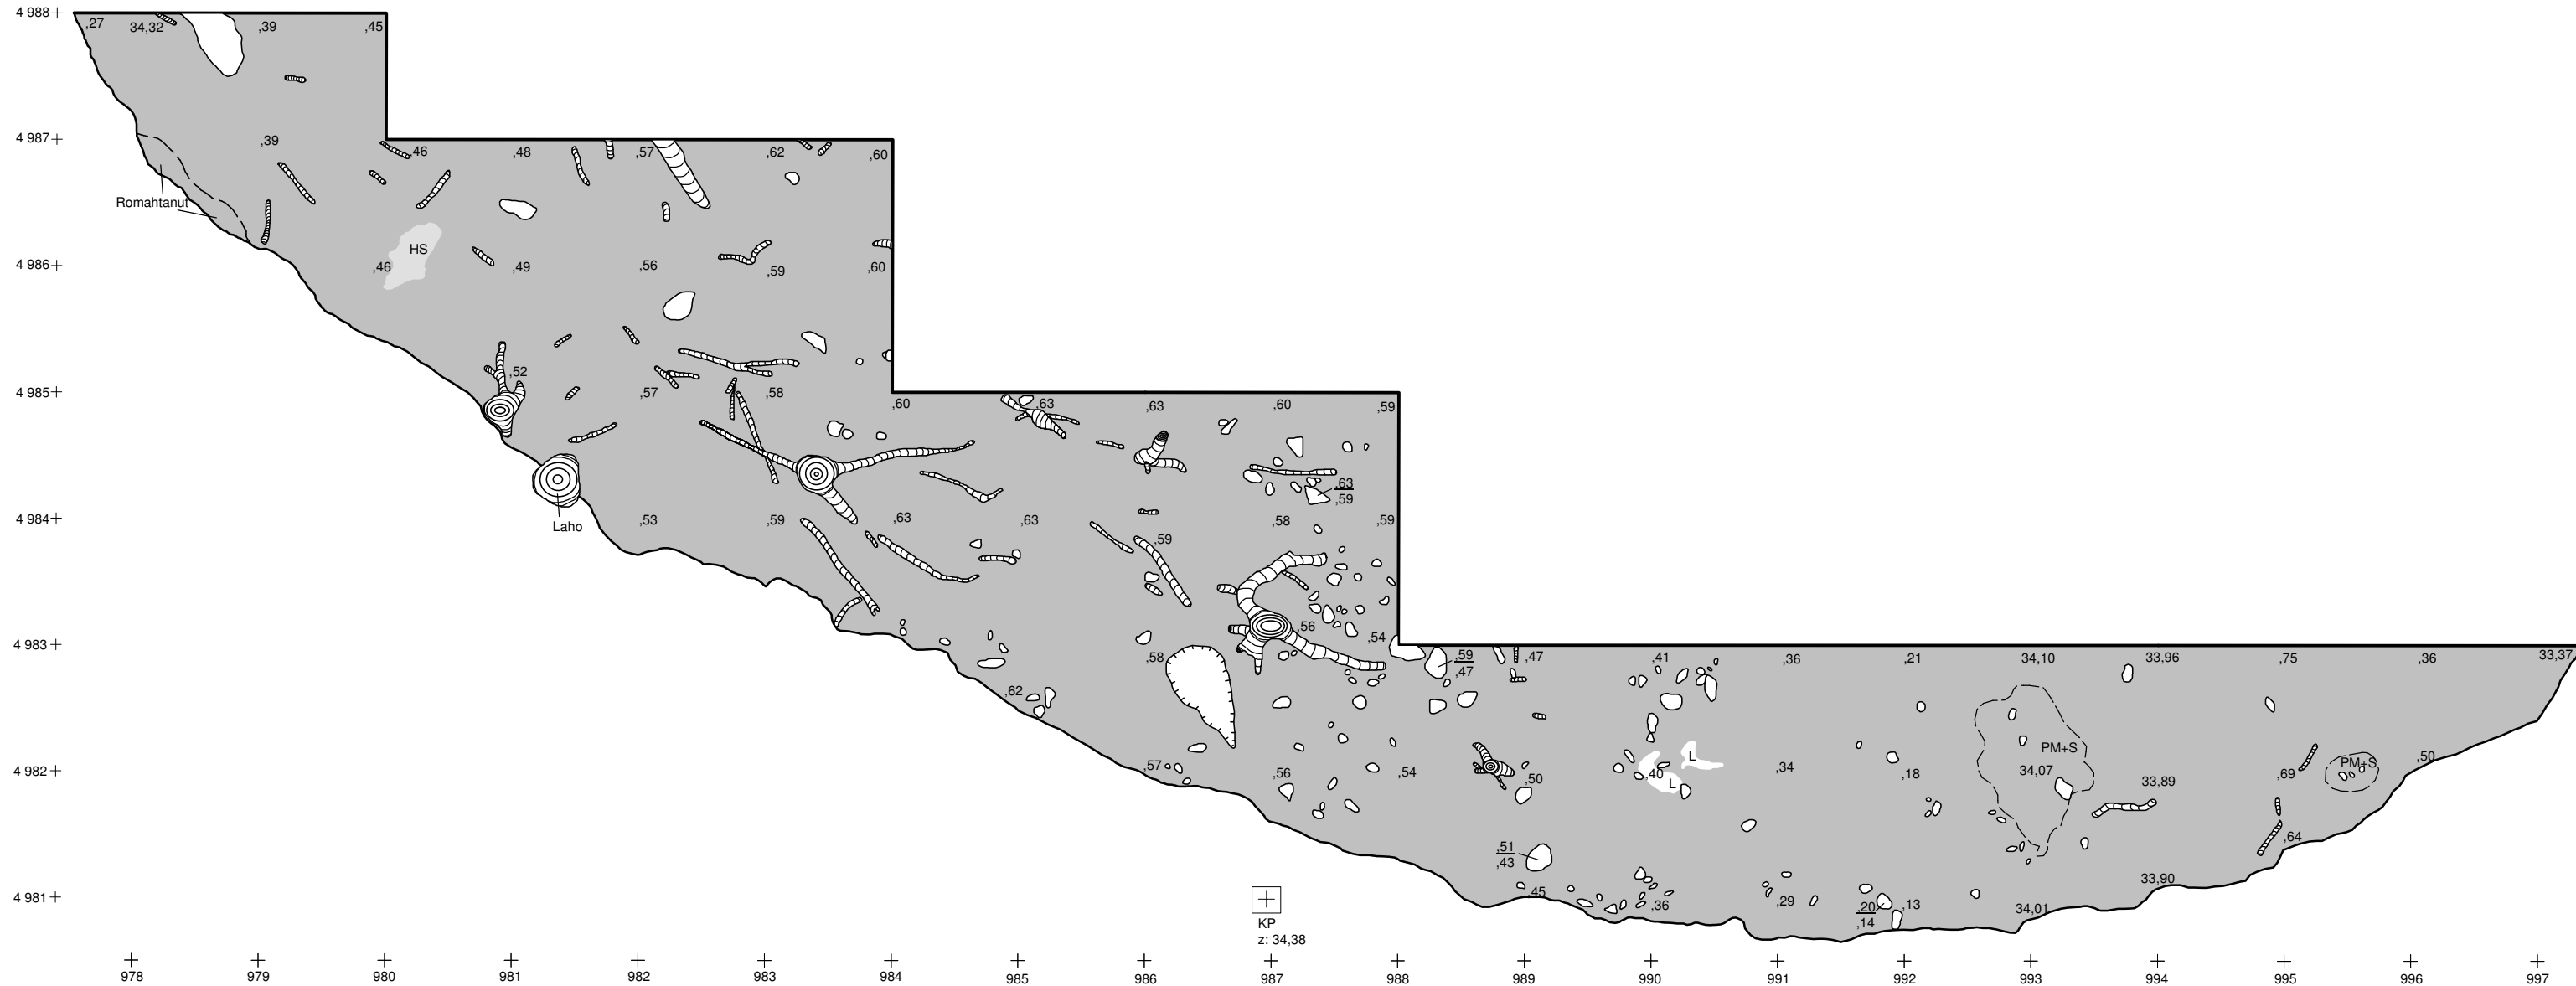 4 988
,27 34,32 ,39 ,45
4 987
,39 ,46 ,48 ,57 ,62 ,60
Romahtanut
HS
4 986
,46 ,49 ,56 ,59 ,60
,52
4 985
,57 ,58 ,60 ,63 ,63 ,60 ,59
,63
,59
4 984
Laho
,53 ,59 ,63 ,63 ,58 ,59
,59
,56 ,54
4 983
,58 ,59 ,47 ,41 ,36 ,21 34,10 33,96 ,75 ,36 33,37
,47
,62
PM+S
L
,50
PM+S
4 982
,57 ,56 ,54 ,50 ,40 ,34 ,18 34,07 33,89 ,69
L
,64
,51
,43
33,90
4 981
,45 ,36 ,29 ,20 ,13 34,01
,14
KP
z: 34,38
978 979 980 981 982 983 984 985 986 987 988 989 990 991 992 993 994 995 996 997